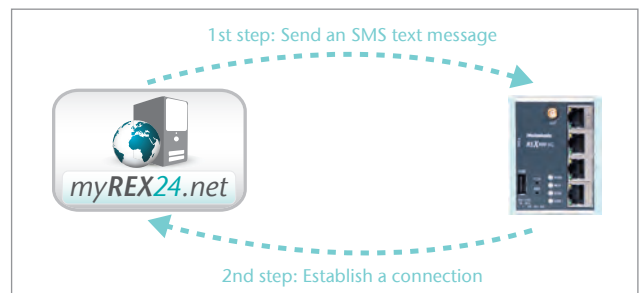 1st step: Send an SMS text message
myREX24.net
2nd step: Establish a connection